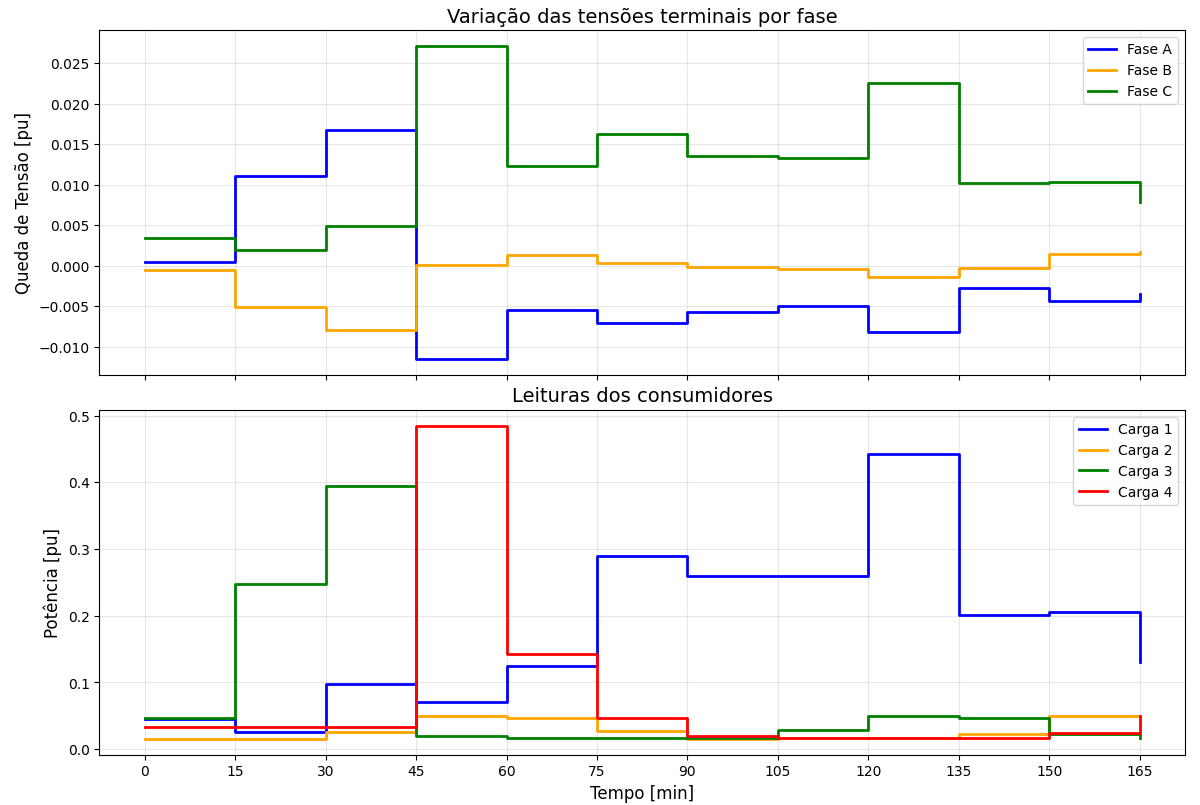 Variação das tensões terminais por fase
Queda de Tensão [pu]
0.025
0.020
0.015
0.010
0.005
0.000
−0.005
−0.010
Fase A
Fase B
Fase C
Leituras dos consumidores
Potência [pu]
0.5
0.4
0.3
0.2
0.1
0.0
Carga 1
Carga 2
Carga 3
Carga 4
0 15 30 45 60 75 90 105 120 135 150 165
Tempo [min]